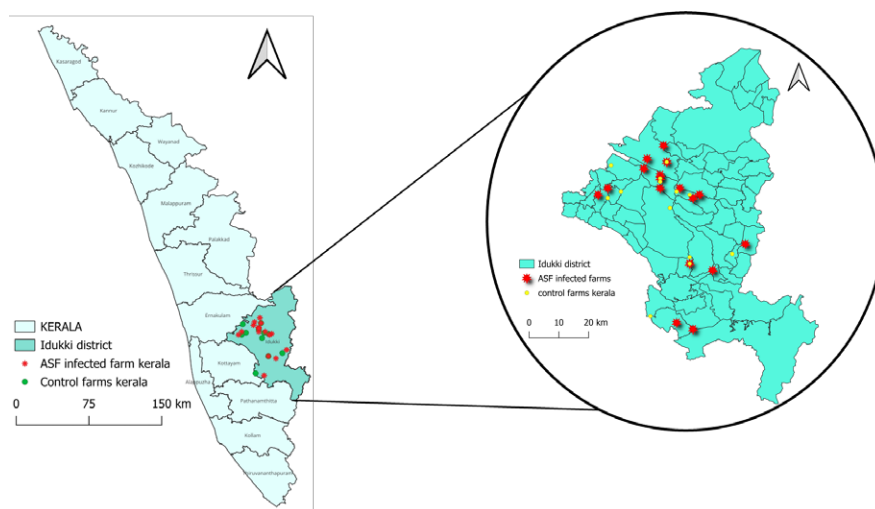 Kasaragod
Kannur
Wayanad
Kozhikode
Malappuram
Palakkad
Thrissur
Ernakulam
Idukki
Kottayam
Alappuzha
Pathanamthitta
Kollam
Thiruvananthapuram
KERALA
Idukki district
ASF infected farm kerala
Control farms kerala
0 75 150 km
Idukki district
ASF infected farms
control farms kerala
0 10 20 km